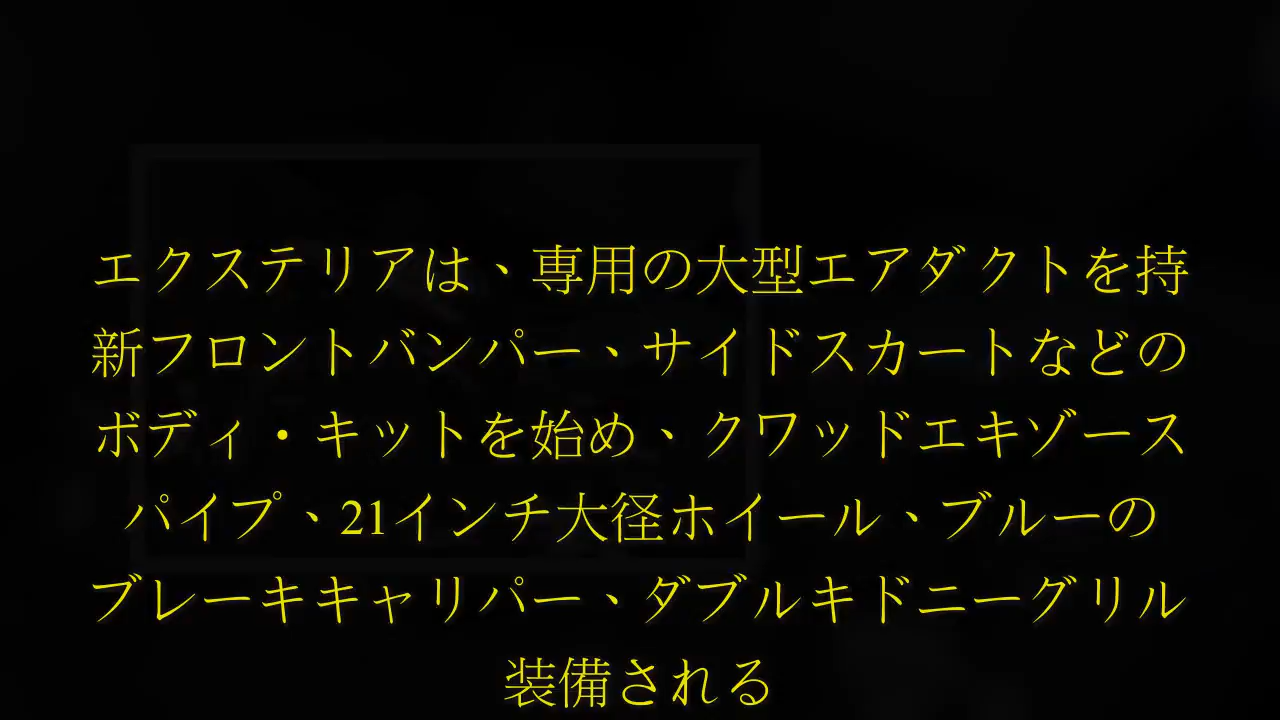 エクステリアは、専用の大型エアダクトを持
新フロントバンパー、サイドスカートなどの
ボディ・キットを始め、クワッドエキゾース
パイプ、21インチ大径ホイール、ブルーの
ブレーキキャリパー、ダブルキドニーグリル
装備される